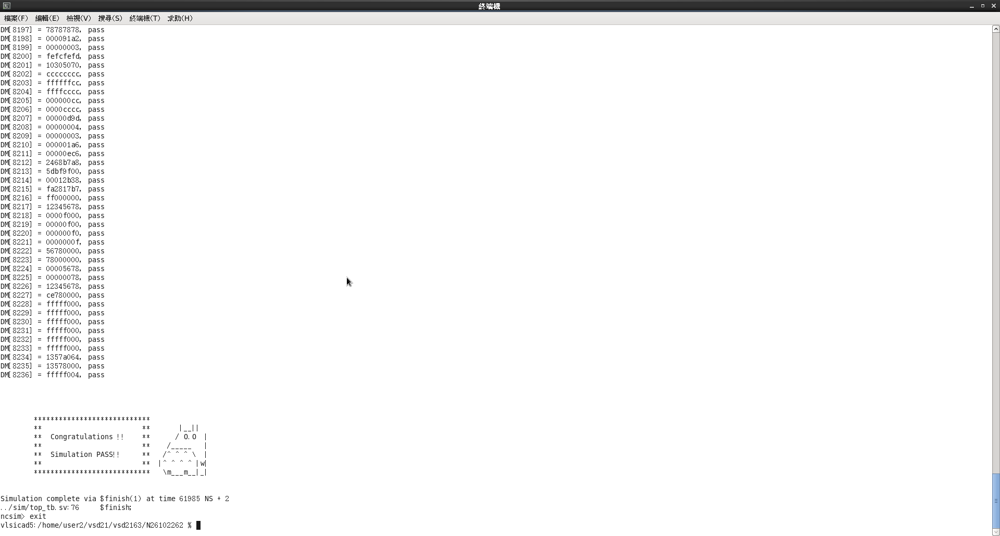 終端機
檔案(F) 編輯(E) 檢視(V) 搜尋(S) 終端機(T) 求助(H)
DM[8197] = 78787878, pass
DM[8198] = 000091a2, pass
DM[8199] = 00000003, pass
DM[8200] = fefcfefd, pass
DM[8201] = 10305070, pass
DM[8202] = cccccccc, pass
DM[8203] = ffffffcc, pass
DM[8204] = ffffcccc, pass
DM[8205] = 000000cc, pass
DM[8206] = 0000cccc, pass
DM[8207] = 00000d9d, pass
DM[8208] = 00000004, pass
DM[8209] = 00000003, pass
DM[8210] = 000001a6, pass
DM[8211] = 00000ec6, pass
DM[8212] = 2468b7a8, pass
DM[8213] = 5dbf9f00, pass
DM[8214] = 00012b38, pass
DM[8215] = fa2817b7, pass
DM[8216] = ff000000, pass
DM[8217] = 12345678, pass
DM[8218] = 0000f000, pass
DM[8219] = 00000f00, pass
DM[8220] = 000000f0, pass
DM[8221] = 0000000f, pass
DM[8222] = 56780000, pass
DM[8223] = 78000000, pass
DM[8224] = 00005678, pass
DM[8225] = 00000078, pass
DM[8226] = 12345678, pass
DM[8227] = ce780000, pass
DM[8228] = fffff000, pass
DM[8229] = fffff000, pass
DM[8230] = fffff000, pass
DM[8231] = fffff000, pass
DM[8232] = fffff000, pass
DM[8233] = fffff000, pass
DM[8234] = 1357a064, pass
DM[8235] = 13578000, pass
DM[8236] = fffff004, pass
****************************
**                        **       |__||
**  Congratulations !!    **      / O.O  |
**                        **    /_____   |
**  Simulation PASS!!     **   /^ ^ ^ \  |
**                        **  |^ ^ ^ ^ |w|
****************************   \m___m__|_|
Simulation complete via $finish(1) at time 61985 NS + 2
../sim/top_tb.sv:76     $finish;
ncsim> exit
vlsicad5:/home/user2/vsd21/vsd2163/N26102262 %